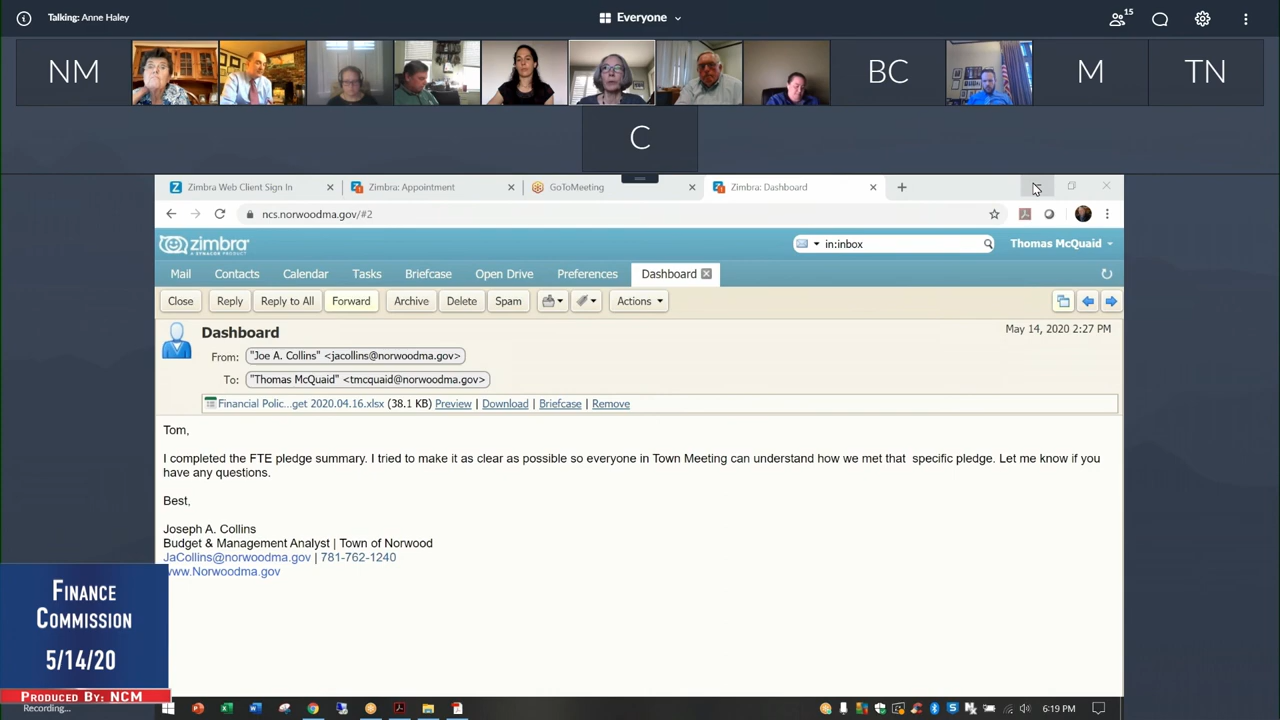 Talking: Anne Haley
Everyone
15
NM
BC
M
TN
C
Zimbra Web Client Sign In
Zimbra: Appointment
GoToMeeting
Zimbra: Dashboard
ncs.norwoodma.gov/#2
zimbra
A SYNACOR PRODUCT
in:inbox
Thomas McQuaid
Mail
Contacts
Calendar
Tasks
Briefcase
Open Drive
Preferences
Dashboard
Close
Reply
Reply to All
Forward
Archive
Delete
Spam
Actions
Dashboard
May 14, 2020 2:27 PM
From: "Joe A. Collins" <jacollins@norwoodma.gov>
To: "Thomas McQuaid" <tmcquaid@norwoodma.gov>
Financial Polic...get 2020.04.16.xlsx (38.1 KB) Preview | Download | Briefcase | Remove
Tom,
I completed the FTE pledge summary. I tried to make it as clear as possible so everyone in Town Meeting can understand how we met that specific pledge. Let me know if you
have any questions.
Best,
Joseph A. Collins
Budget & Management Analyst | Town of Norwood
JaCollins@norwoodma.gov | 781-762-1240
www.Norwoodma.gov
FINANCE
COMMISSION
5/14/20
PRODUCED BY: NCM
Recording...
6:19 PM